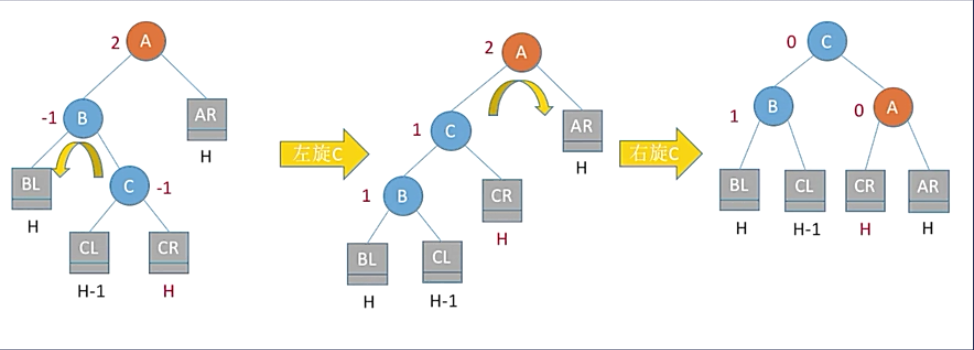 2 A
-1 B
AR
H
BL
H
C -1
CL
CR
H-1
H
左旋C
2 A
1 C
AR
H
1 B
CR
H
BL
CL
H
H-1
右旋C
0 C
1 B
0 A
BL CL CR AR
H H-1 H H